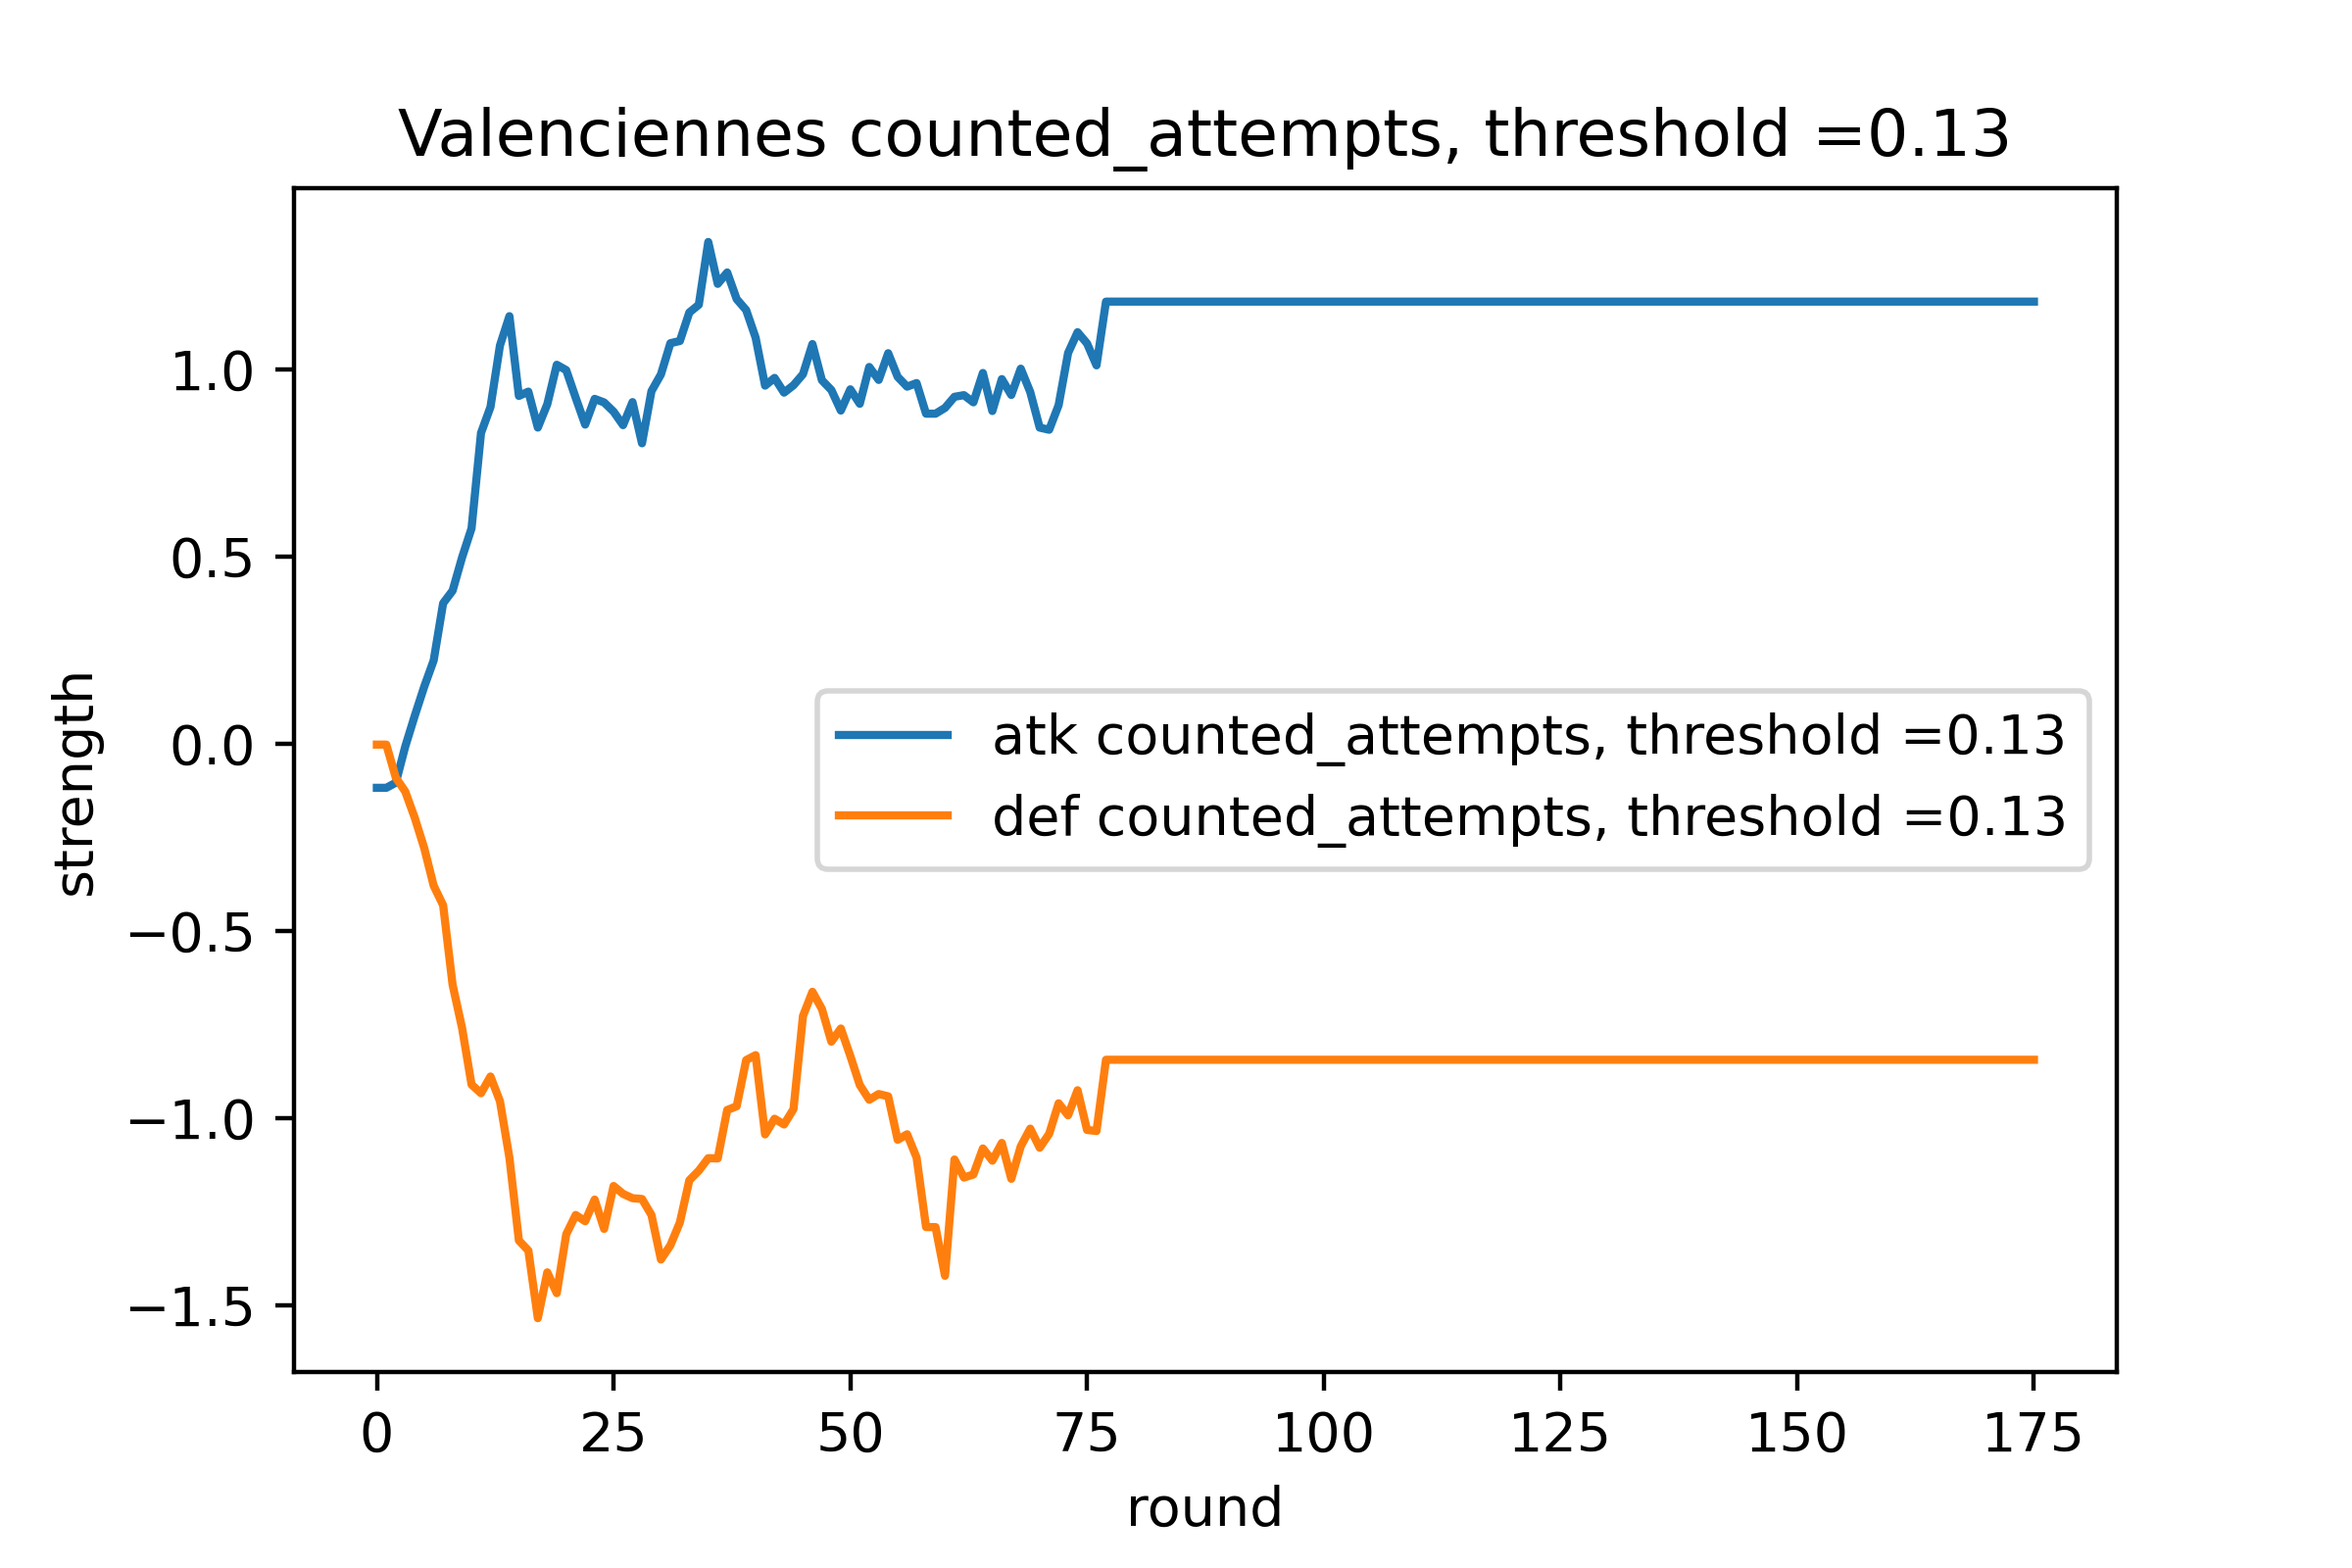 Valenciennes counted_attempts, threshold =0.13
1.0
0.5
0.0
−0.5
−1.0
−1.5
strength
atk counted_attempts, threshold =0.13
def counted_attempts, threshold =0.13
0 25 50 75 100 125 150 175
round